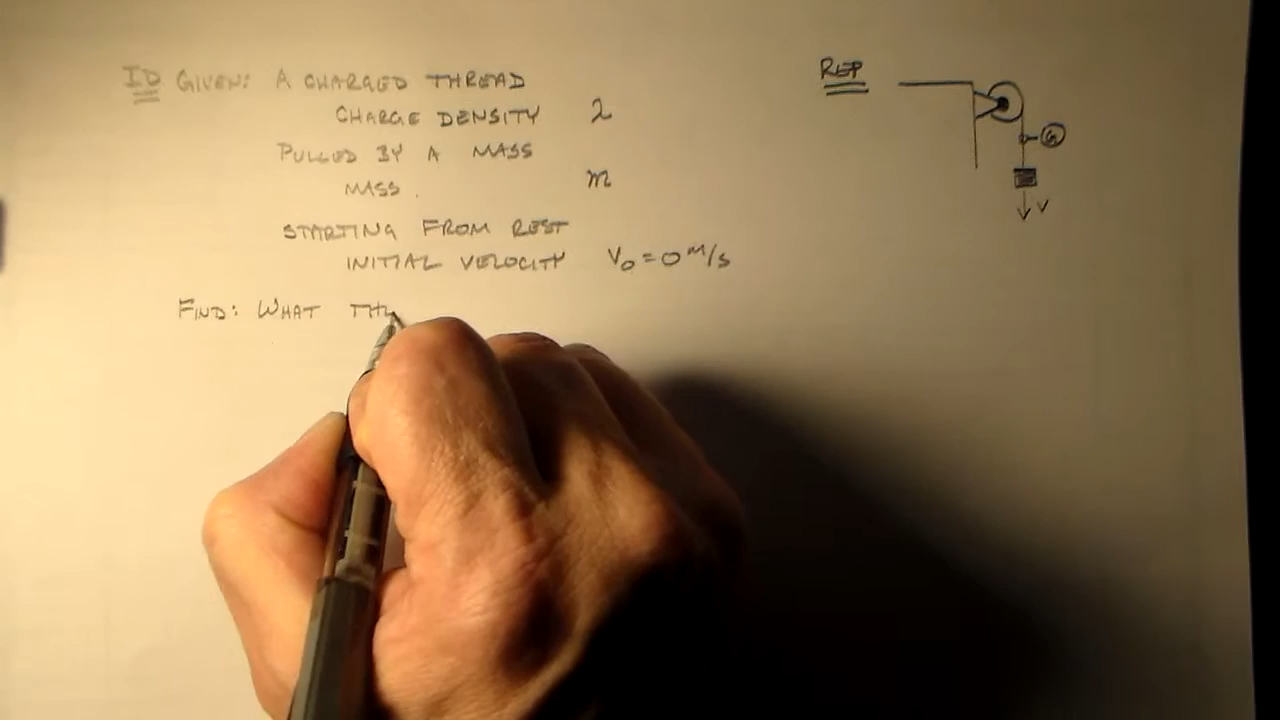 ID GIVEN: A CHARGED THREAD
CHARGE DENSITY λ
PULLED BY A MASS
MASS m
STARTING FROM REST
INITIAL VELOCITY V₀ = 0 m/s
FIND: WHAT TH
REP
G
V